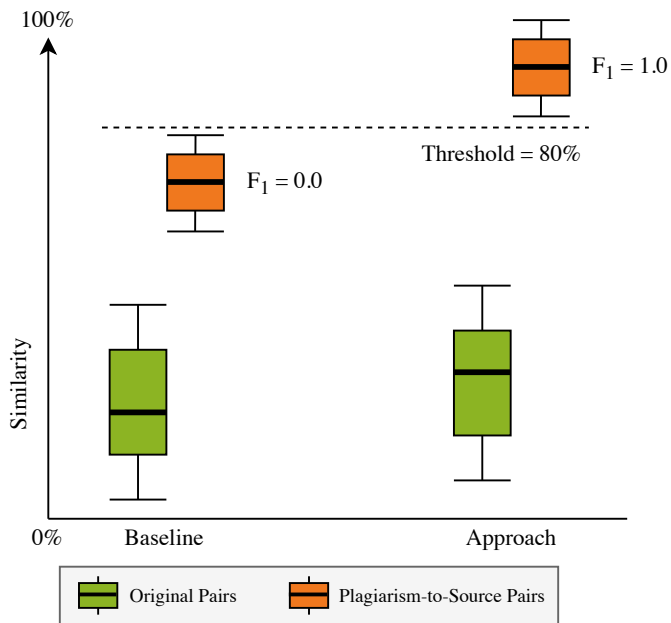 100%
F1 = 1.0
Threshold = 80%
F1 = 0.0
Similarity
0%
Baseline
Approach
Original Pairs
Plagiarism-to-Source Pairs